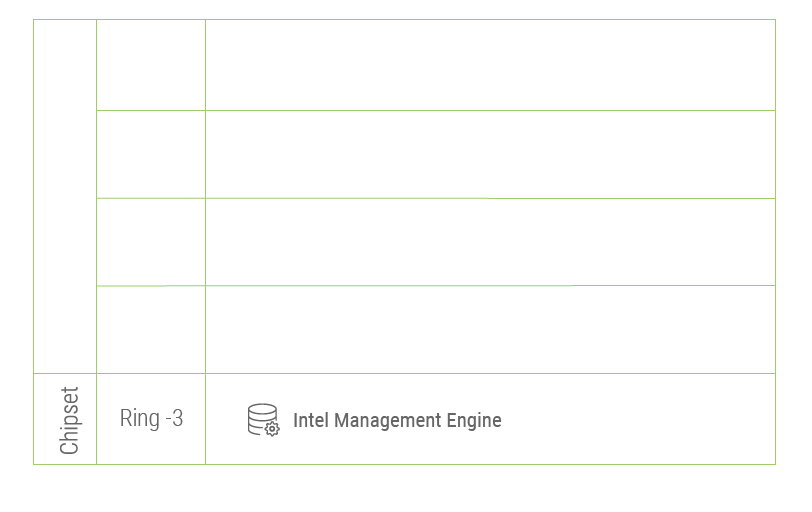 Chipset
Ring -3
Intel Management Engine